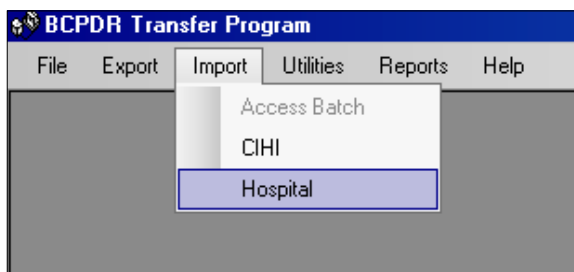 BCPDR Transfer Program
File Export Import Utilities Reports Help
Access Batch
CIHI
Hospital